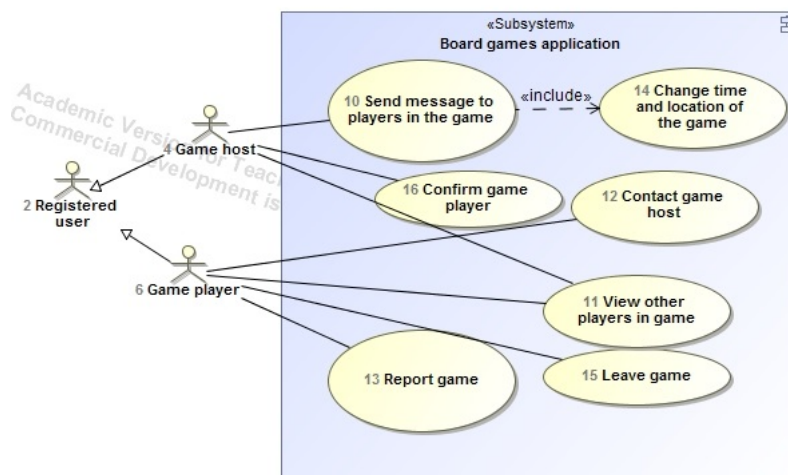 «Subsystem»
Board games application
10 Send message to
players in the game
«include»
14 Change time
and location of
the game
Academic Version for Teac
Commercial Development is
4 Game host
16 Confirm game
player
12 Contact game
host
2 Registered
user
6 Game player
11 View other
players in game
13 Report game
15 Leave game